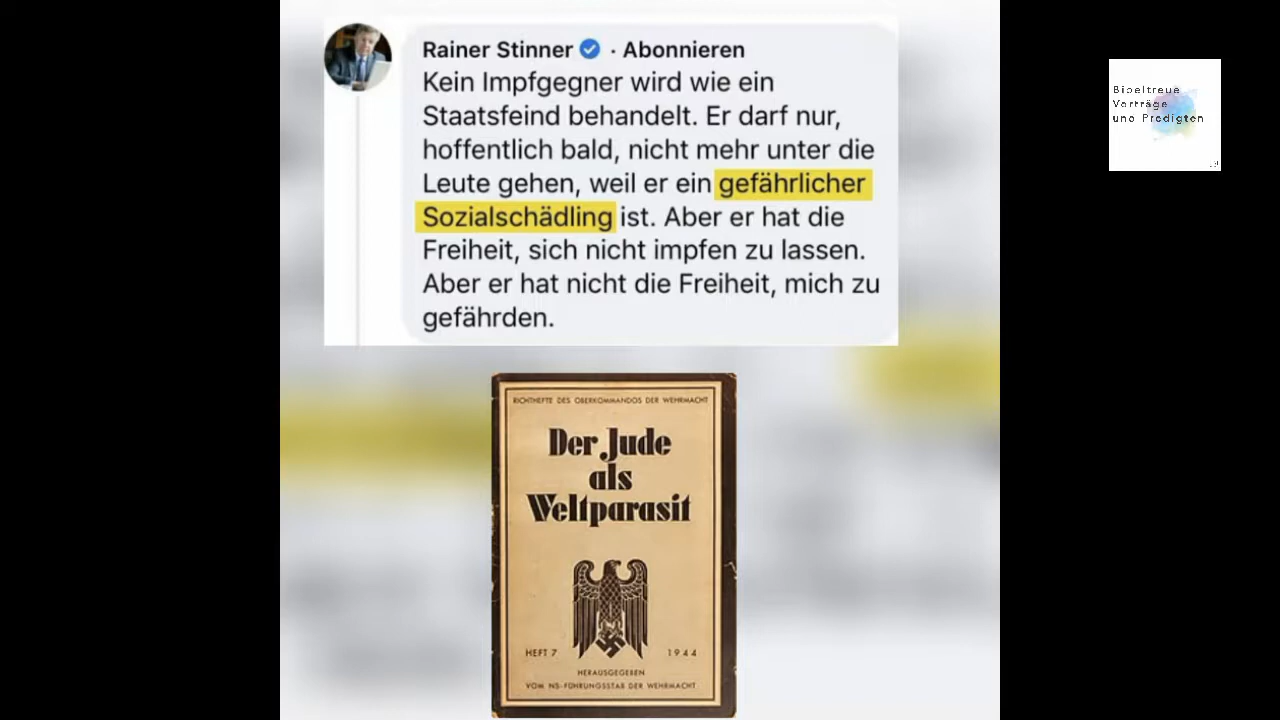 Rainer Stinner · Abonnieren
Kein Impfgegner wird wie ein
Staatsfeind behandelt. Er darf nur,
hoffentlich bald, nicht mehr unter die
Leute gehen, weil er ein gefährlicher
Sozialschädling ist. Aber er hat die
Freiheit, sich nicht impfen zu lassen.
Aber er hat nicht die Freiheit, mich zu
gefährden.
Bibeltreue
Vorträge
und Predigten
RICHTHEFTE DES OBERKOMMANDOS DER WEHRMACHT
Der Jude
als
Weltparasit
HEFT 7 1944
HERAUSGEGEBEN
VOM NS-FÜHRUNGSSTAB DER WEHRMACHT